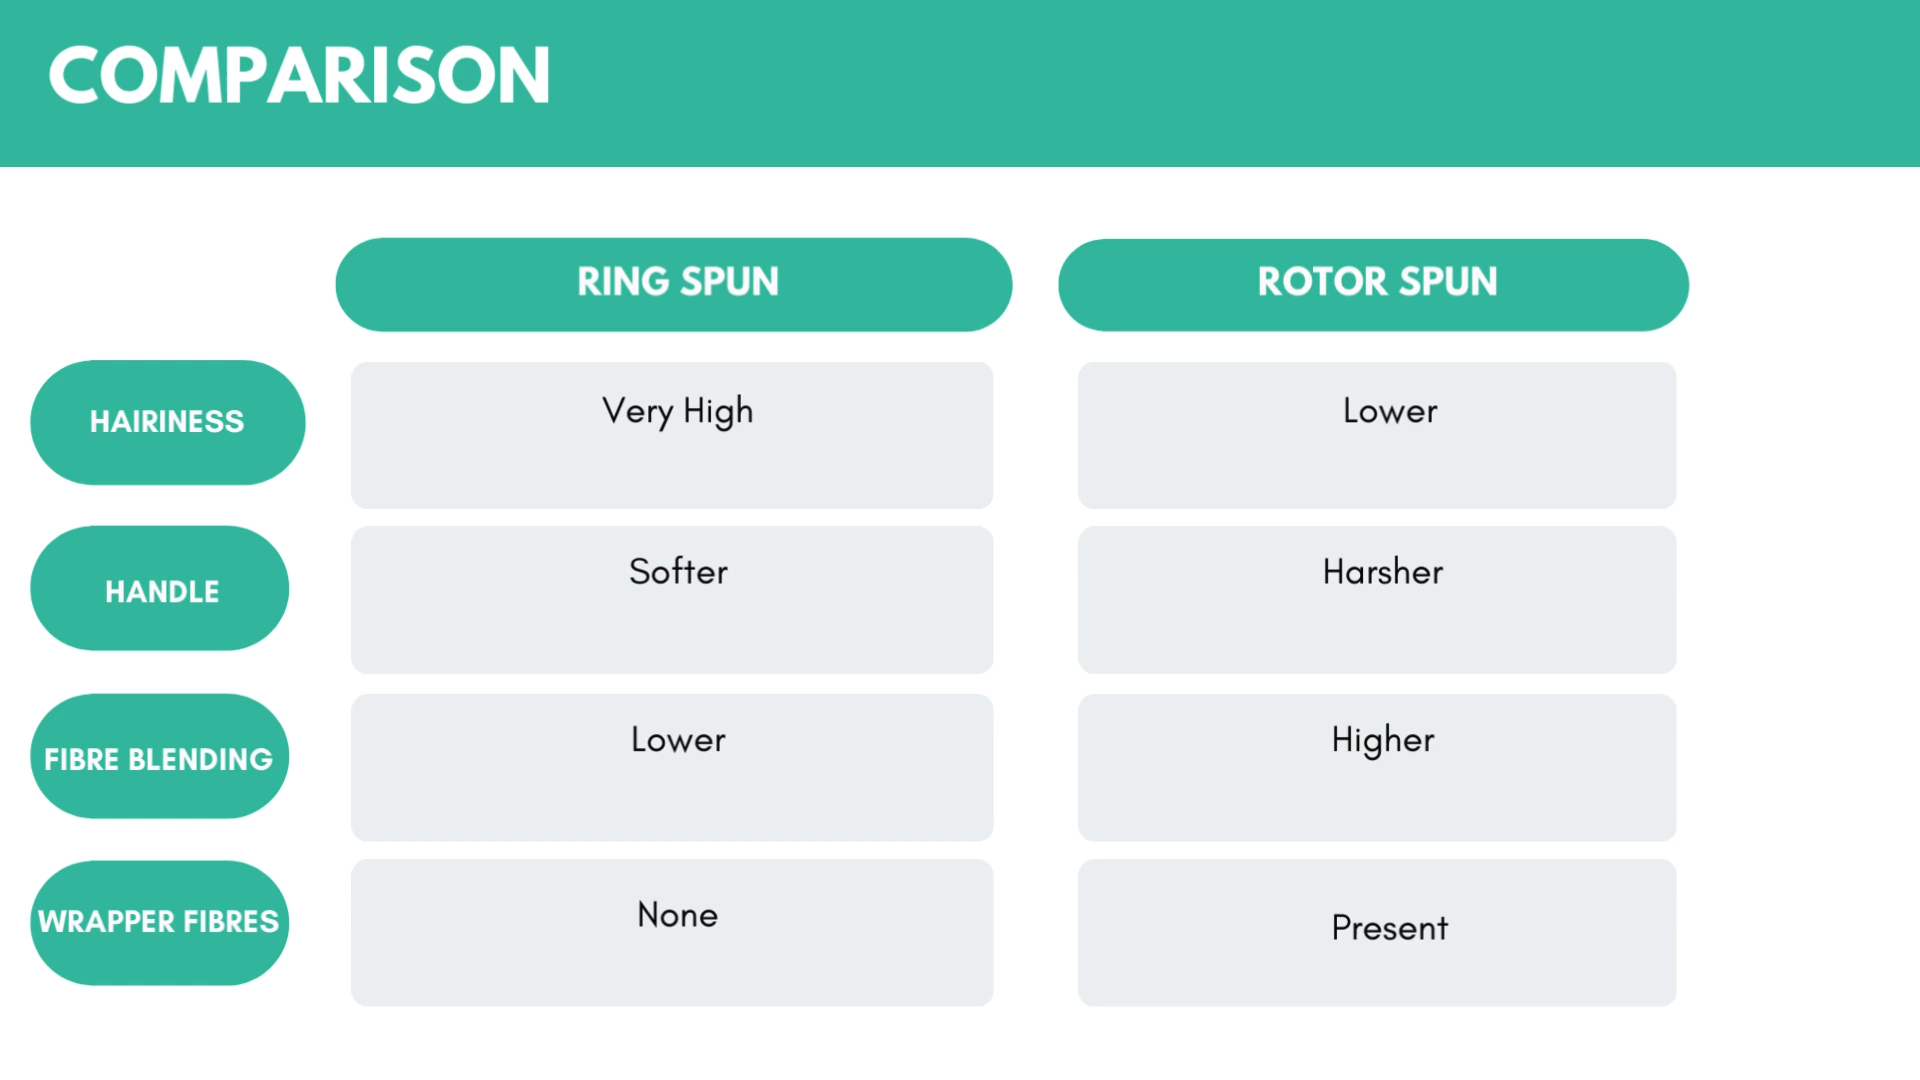 COMPARISON
RING SPUN
ROTOR SPUN
HAIRINESS
Very High
Lower
HANDLE
Softer
Harsher
FIBRE BLENDING
Lower
Higher
WRAPPER FIBRES
None
Present